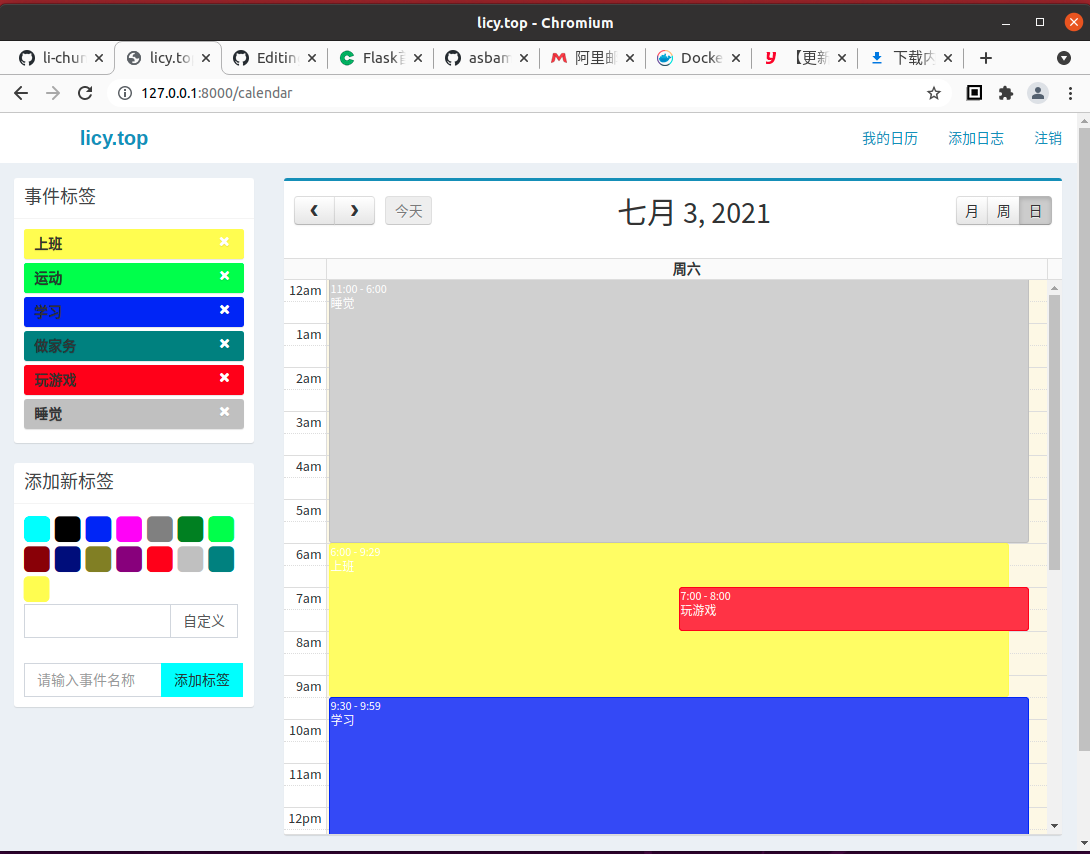 licy.top - Chromium
li-chur
licy.to
Editin
Flask
asbam
阿里邮
Docke
【更新
下载内
127.0.0.1:8000/calendar
licy.top
我的日历
添加日志
注销
事件标签
上班
运动
学习
做家务
玩游戏
睡觉
添加新标签
自定义
请输入事件名称
添加标签
今天
七月 3, 2021
月
周
日
周六
12am
1am
2am
3am
4am
5am
6am
7am
8am
9am
10am
11am
12pm
11:00 - 6:00
睡觉
6:00 - 9:23
上班
7:00 - 8:00
玩游戏
9:30 - 9:59
学习